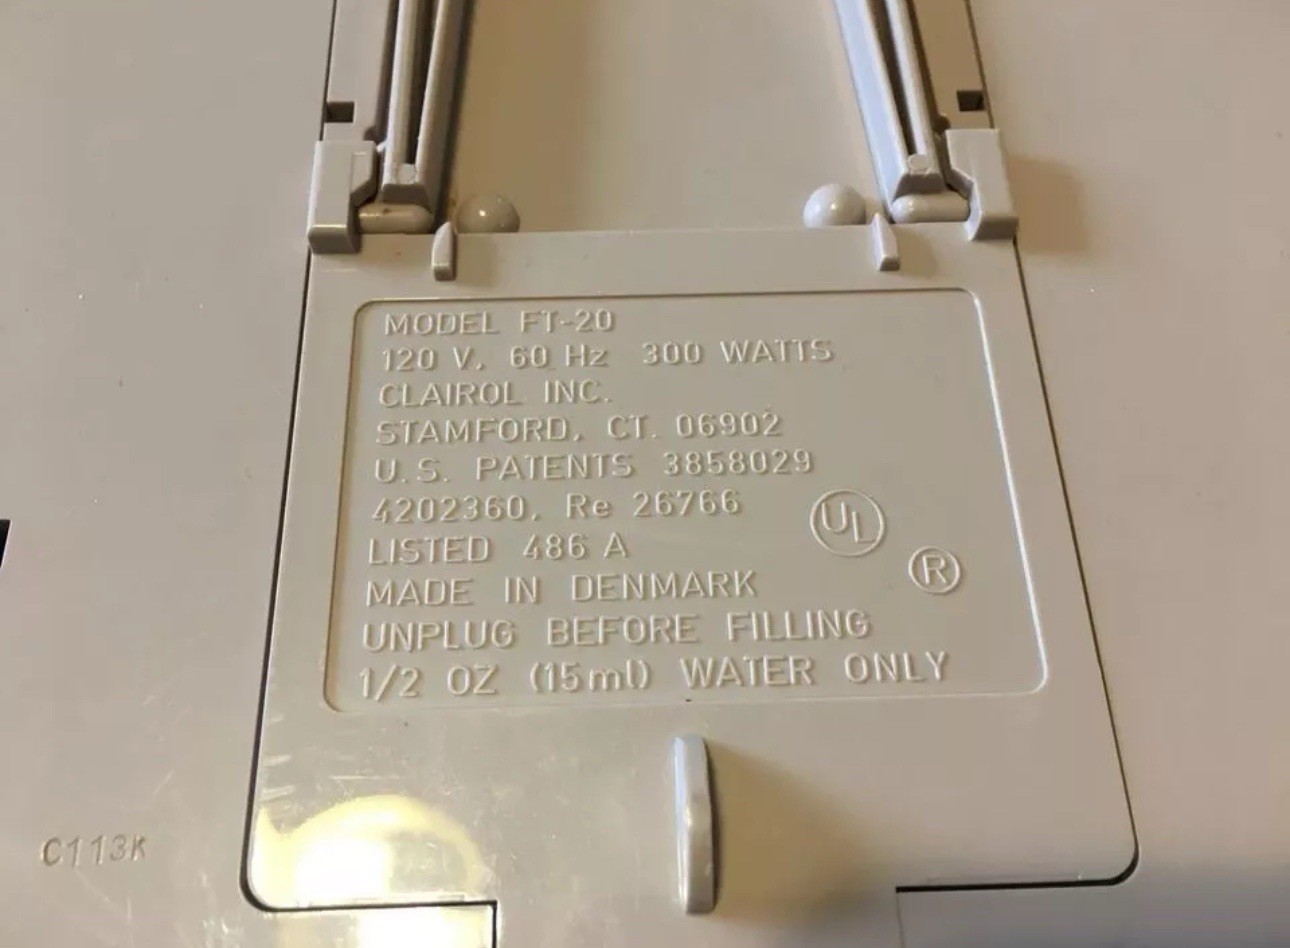 MODEL FT-20
120 V. 60 Hz 300 WATTS
CLAIROL INC.
STAMFORD, CT. 06902
U.S. PATENTS 3858029
4202360, Re 26766
LISTED 486 A
MADE IN DENMARK
UNPLUG BEFORE FILLING
1/2 OZ (15ml) WATER ONLY
UL
R
C113K